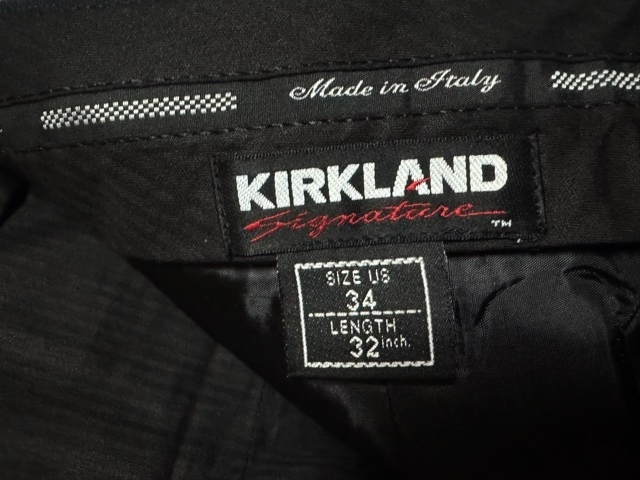 Made in Italy
KIRKLAND
Signature
TM
SIZE US
34
LENGTH
32 inch.